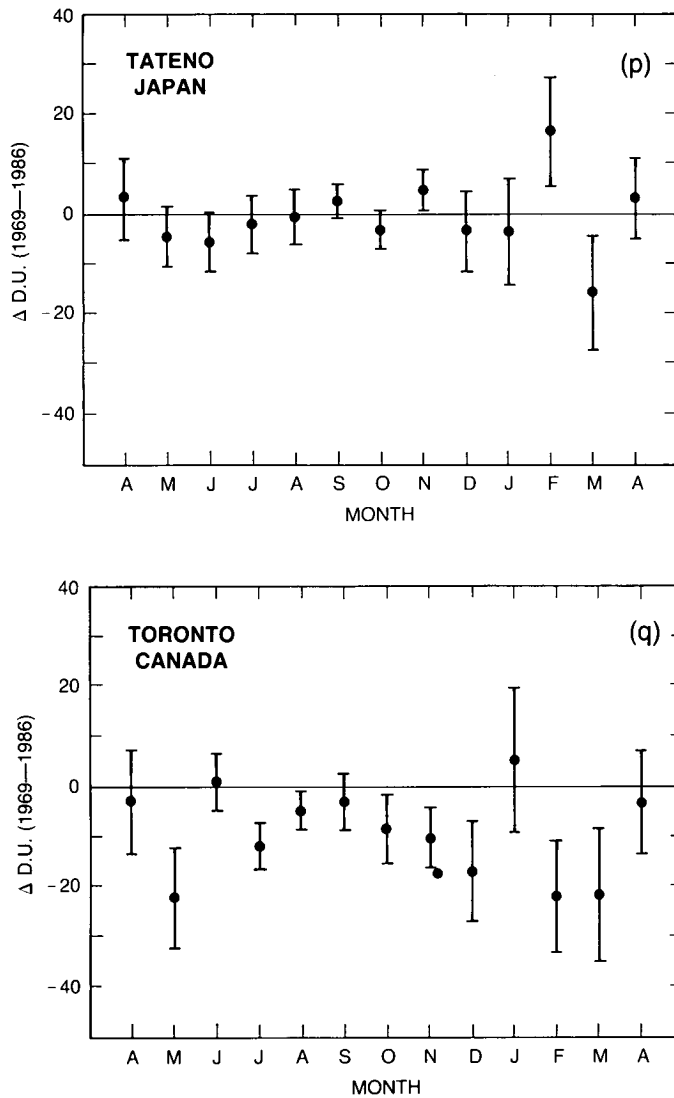 40
20
0
-20
-40
Δ D.U. (1969—1986)
TATENO
JAPAN
(p)
A M J J A S O N D J F M A
MONTH
40
20
0
-20
-40
Δ D.U. (1969—1986)
TORONTO
CANADA
(q)
A M J J A S O N D J F M A
MONTH